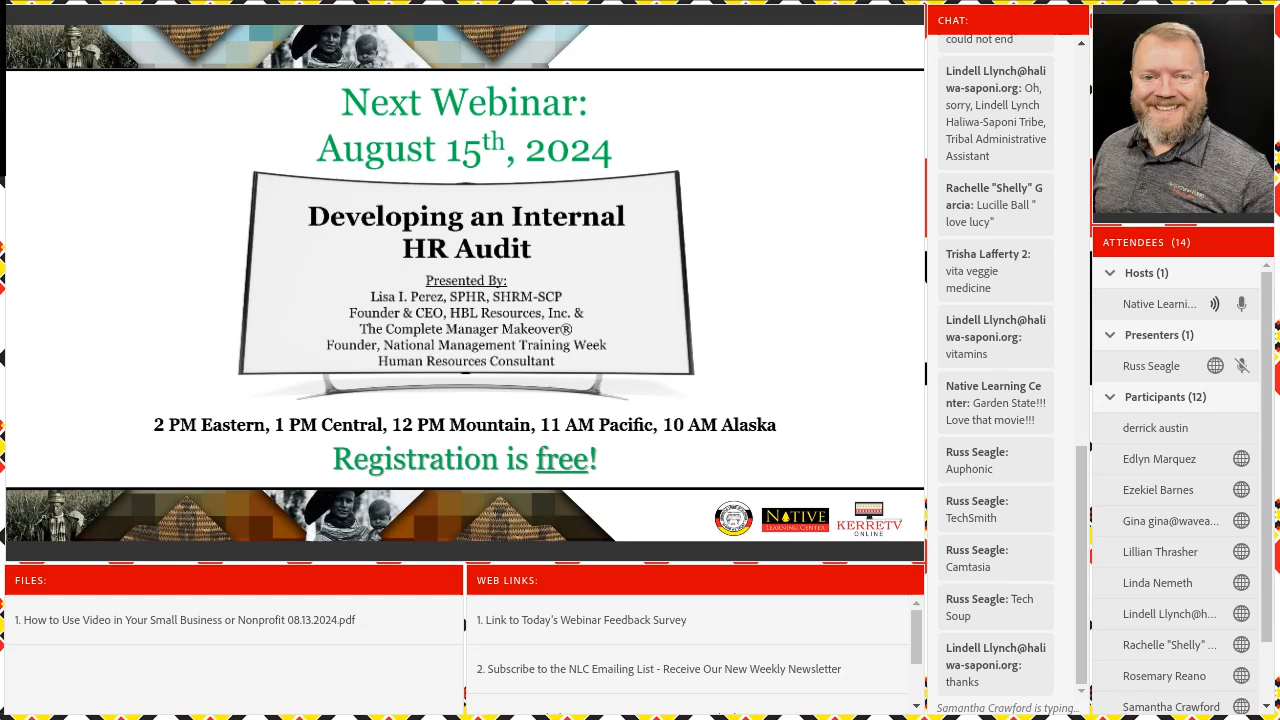 Next Webinar:
August 15th, 2024
Developing an Internal
HR Audit
Presented By:
Lisa I. Perez, SPHR, SHRM-SCP
Founder & CEO, HBL Resources, Inc. &
The Complete Manager Makeover®
Founder, National Management Training Week
Human Resources Consultant
2 PM Eastern, 1 PM Central, 12 PM Mountain, 11 AM Pacific, 10 AM Alaska
Registration is free!
NATIVE
LEARNING CENTER
KERRETV
ONLINE
FILES:
1. How to Use Video in Your Small Business or Nonprofit 08.13.2024.pdf
WEB LINKS:
1. Link to Today's Webinar Feedback Survey
2. Subscribe to the NLC Emailing List - Receive Our New Weekly Newsletter
CHAT:
could not end
Lindell Llynch@hali
wa-saponi.org: Oh,
sorry, Lindell Lynch
Haliwa-Saponi Tribe,
Tribal Administrative
Assistant
Rachelle "Shelly" G
arcia: Lucille Ball "
love lucy"
Trisha Lafferty 2:
vita veggie
medicine
Lindell Llynch@hali
wa-saponi.org:
vitamins
Native Learning Ce
nter: Garden State!!!
Love that movie!!!
Russ Seagle:
Auphonic
Russ Seagle:
TechSmith
Russ Seagle:
Camtasia
Russ Seagle: Tech
Soup
Lindell Llynch@hali
wa-saponi.org:
thanks
Samantha Crawford is typing...
ATTENDEES (14)
Hosts (1)
Native Learni...
Presenters (1)
Russ Seagle
Participants (12)
derrick austin
Edlyn Marquez
Ezekiel Barnes
Gina gina@wavey...
Lillian Thrasher
Linda Nemeth
Lindell Llynch@h...
Rachelle "Shelly" ...
Rosemary Reano
Samantha Crawford